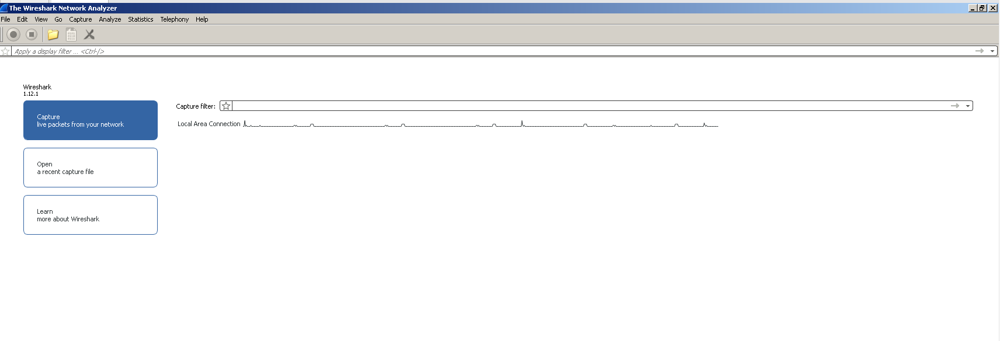 The Wireshark Network Analyzer
File Edit View Go Capture Analyze Statistics Telephony Help
Apply a display filter ... <Ctrl-/>
Wireshark
1.12.1
Capture
live packets from your network
Capture filter:
Local Area Connection
Open
a recent capture file
Learn
more about Wireshark